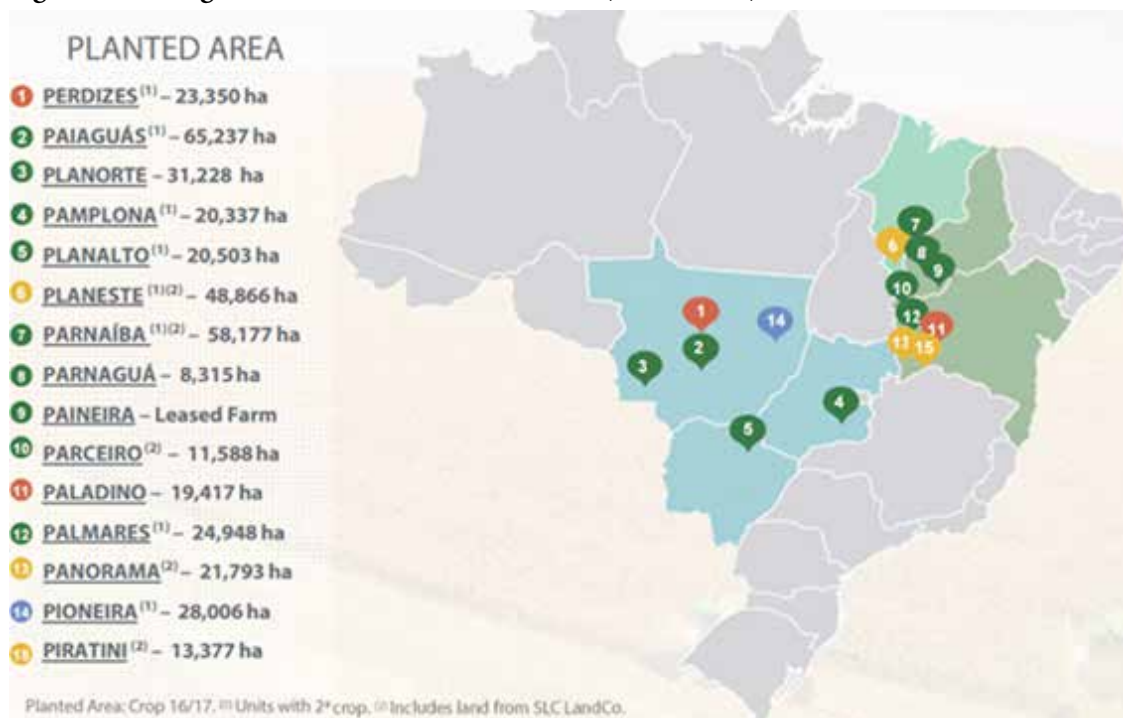 PLANTED AREA
1 PERDIZES (1) – 23,350 ha
2 PAIAGUÁS (1) – 65,237 ha
3 PLANORTE – 31,228 ha
4 PAMPLONA (1) – 20,337 ha
5 PLANALTO (1) – 20,503 ha
6 PLANESTE (1)(2) – 48,866 ha
7 PARNAÍBA (1)(2) – 58,177 ha
8 PARNAGUÁ – 8,315 ha
9 PAINEIRA – Leased Farm
10 PARCEIRO (2) – 11,588 ha
11 PALADINO – 19,417 ha
12 PALMARES (1) – 24,948 ha
13 PANORAMA (2) – 21,793 ha
14 PIONEIRA (1) – 28,006 ha
15 PIRATINI (2) – 13,377 ha
7
6
8
9
10
12
11
13
15
1
14
2
3
4
5
Planted Area: Crop 16/17. (1) Units with 2ª crop. (2) Includes land from SLC LandCo.